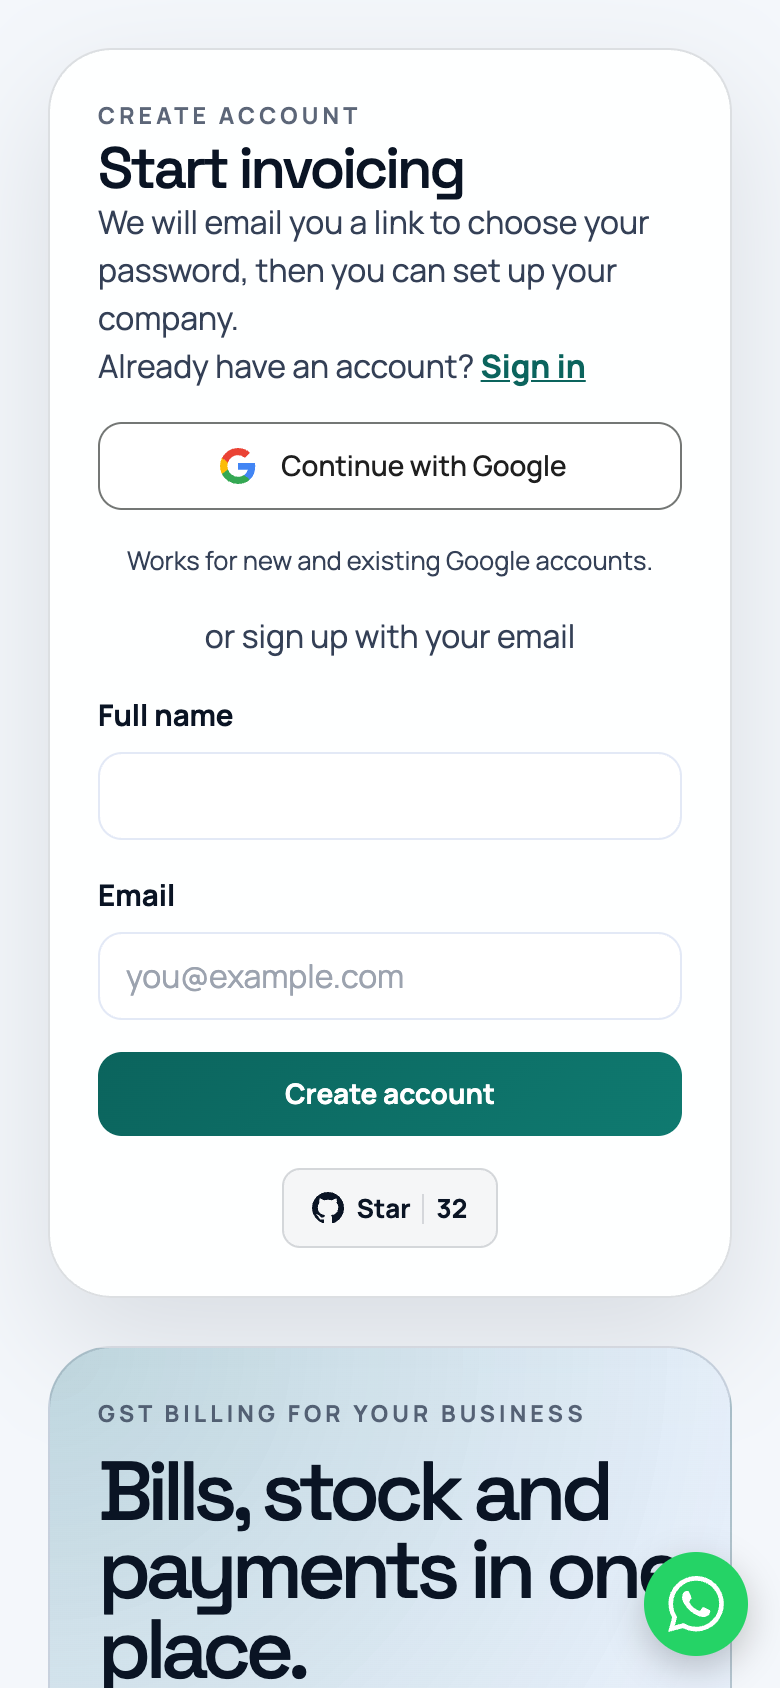 CREATE ACCOUNT
Start invoicing
We will email you a link to choose your
password, then you can set up your
company.
Already have an account? Sign in
Continue with Google
Works for new and existing Google accounts.
or sign up with your email
Full name
Email
you@example.com
Create account
Star 32
GST BILLING FOR YOUR BUSINESS
Bills, stock and
payments in one
place.